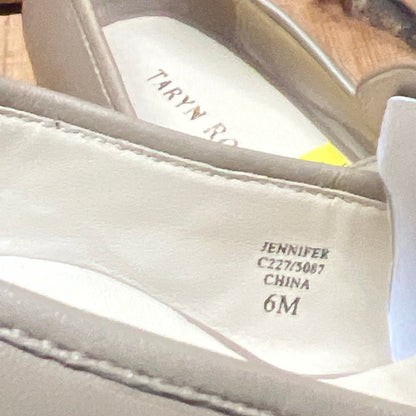 TARYN RO
JENNIFER
C227/5087
CHINA
6M